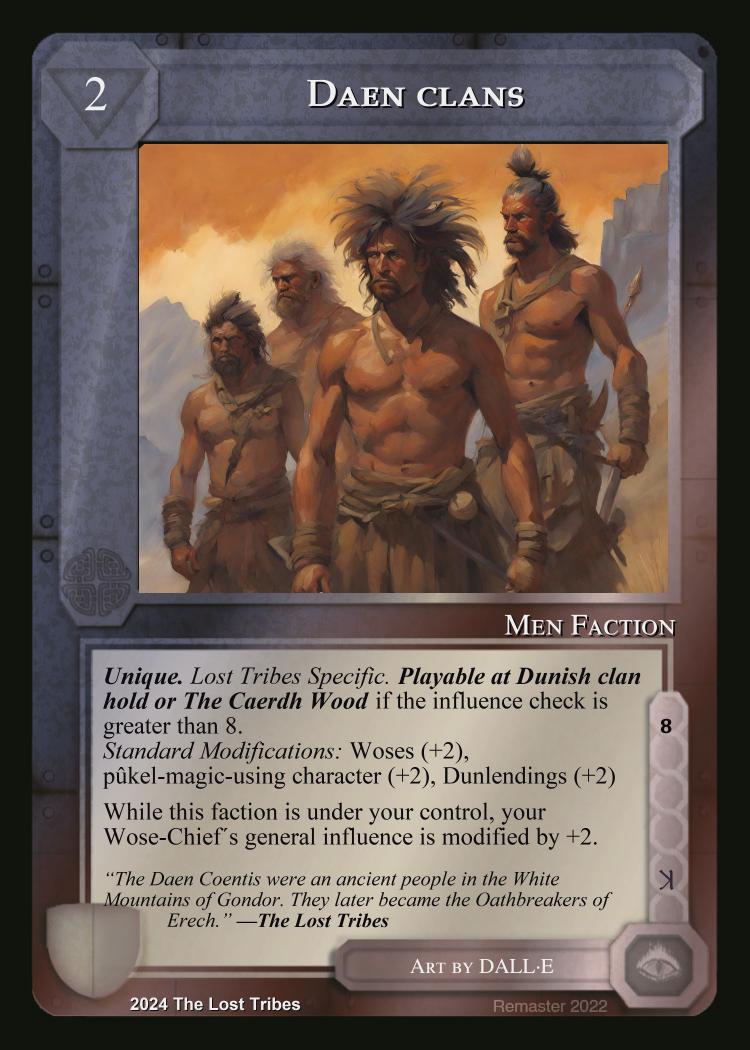 2
Daen clans
Men Faction
Unique. Lost Tribes Specific. Playable at Dunish clan
hold or The Caerdh Wood if the influence check is
greater than 8.
Standard Modifications: Woses (+2),
pûkel-magic-using character (+2), Dunlendings (+2)
While this faction is under your control, your
Wose-Chief´s general influence is modified by +2.
8
“The Daen Coentis were an ancient people in the White
Mountains of Gondor. They later became the Oathbreakers of
Erech.” —The Lost Tribes
Art by DALL·E
2024 The Lost Tribes
Remaster 2022